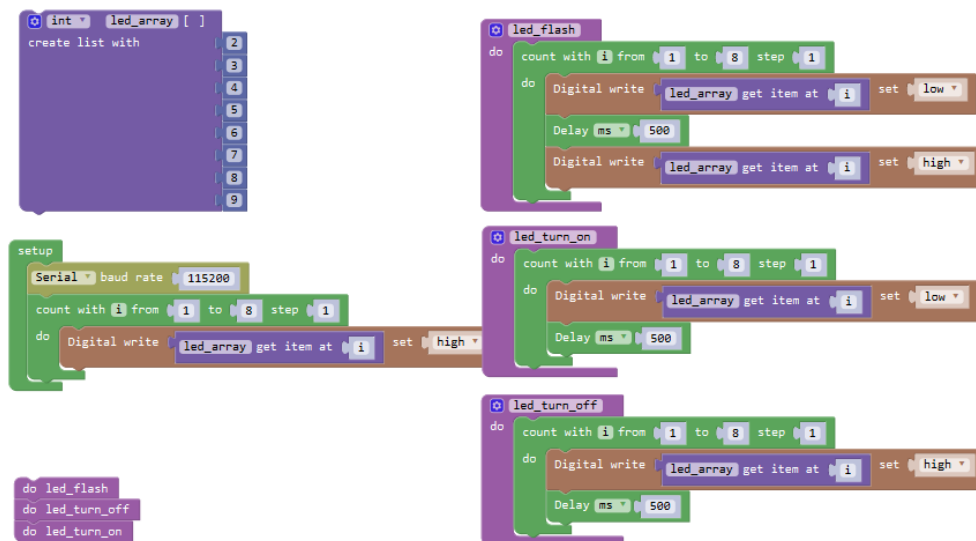 int led_array [ ]
create list with 2
3
4
5
6
7
8
9
setup
Serial baud rate 115200
count with i from 1 to 8 step 1
do Digital write led_array get item at i set high
do led_flash
do led_turn_off
do led_turn_on
led_flash
do count with i from 1 to 8 step 1
do Digital write led_array get item at i set low
Delay ms 500
Digital write led_array get item at i set high
led_turn_on
do count with i from 1 to 8 step 1
do Digital write led_array get item at i set low
Delay ms 500
led_turn_off
do count with i from 1 to 8 step 1
do Digital write led_array get item at i set high
Delay ms 500